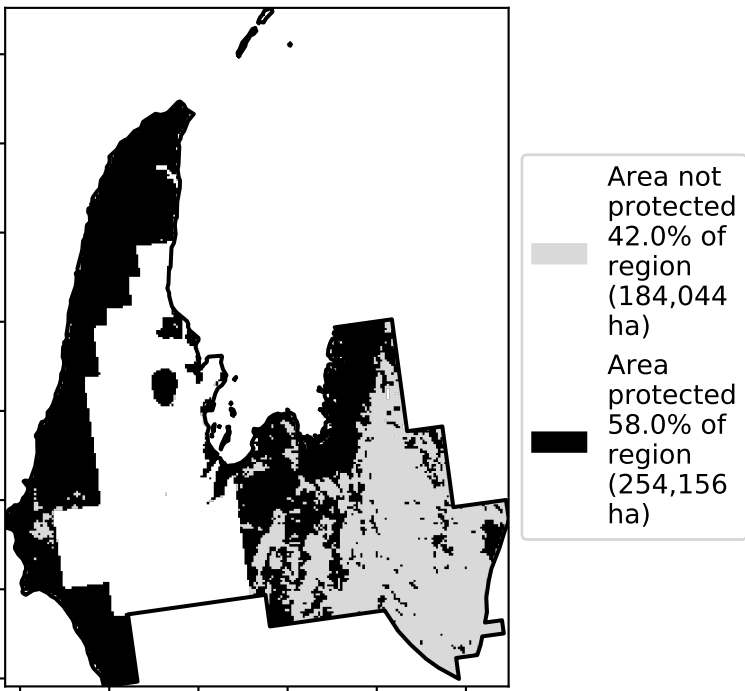 Area not
protected
42.0% of
region
(184,044
ha)
Area
protected
58.0% of
region
(254,156
ha)